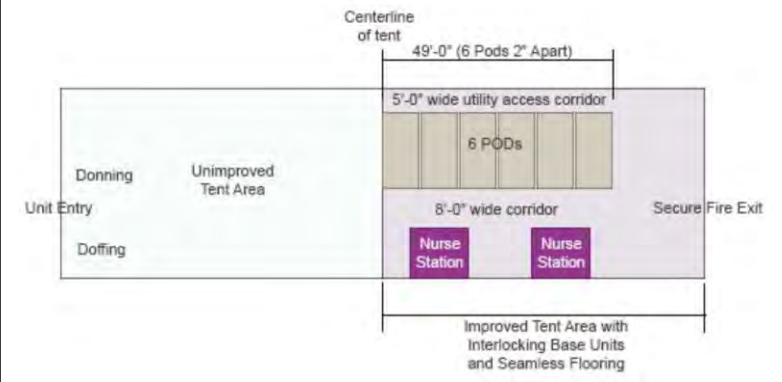 Centerline
of tent
49'-0" (6 Pods 2" Apart)
5'-0" wide utility access corridor
6 PODs
Donning
Unimproved
Tent Area
Unit Entry
8'-0" wide corridor
Secure Fire Exit
Doffing
Nurse
Station
Nurse
Station
Improved Tent Area with
Interlocking Base Units
and Seamless Flooring